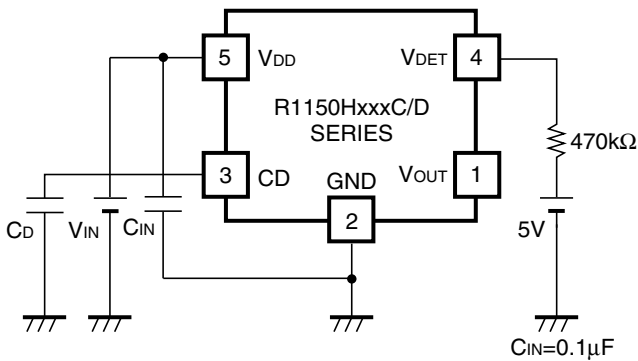 5 VDD VDET 4
R1150HxxxC/D
SERIES
470kΩ
3 CD GND VOUT 1
2
CD VIN CIN 5V
CIN=0.1μF